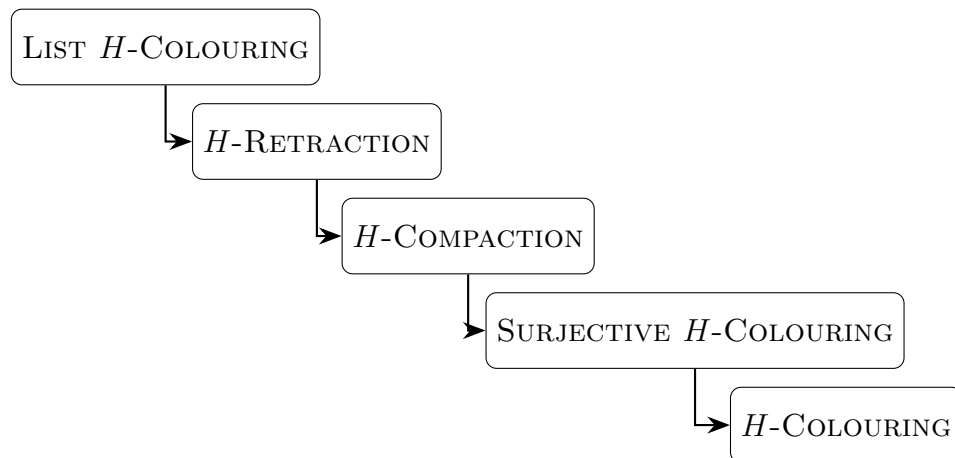 List H-Colouring
H-Retraction
H-Compaction
Surjective H-Colouring
H-Colouring